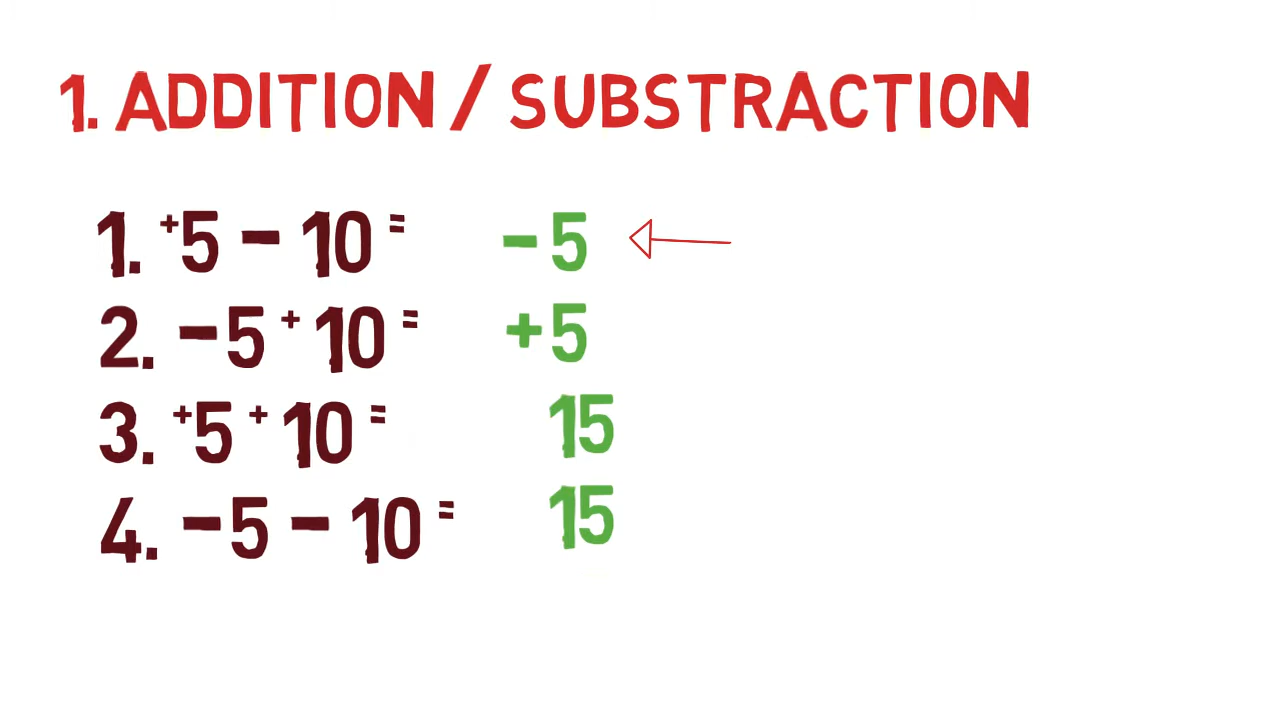 1. ADDITION / SUBSTRACTION
1. +5 - 10 = -5
2. -5 + 10 = +5
3. +5 + 10 = 15
4. -5 - 10 = 15